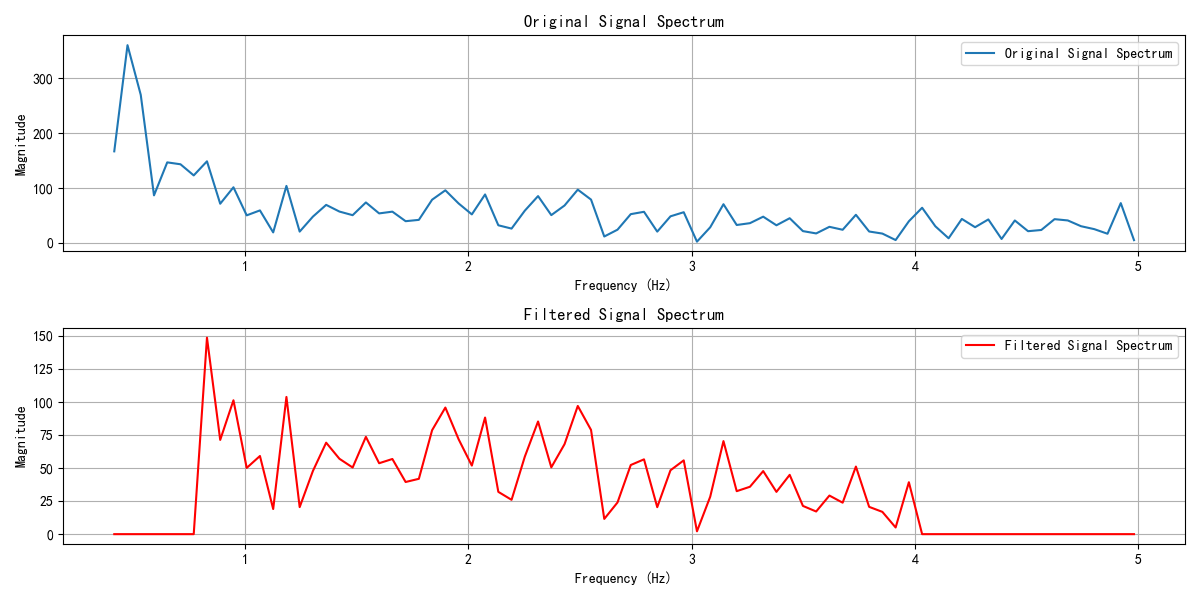 Original Signal Spectrum
Original Signal Spectrum
Magnitude
300
200
100
0
1 2 3 4 5
Frequency (Hz)
Filtered Signal Spectrum
Filtered Signal Spectrum
Magnitude
150
125
100
75
50
25
0
1 2 3 4 5
Frequency (Hz)